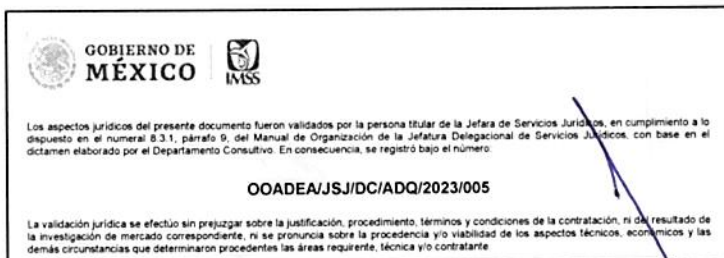 GOBIERNO DE
MÉXICO
IMSS
Los aspectos jurídicos del presente documento fueron validados por la persona titular de la Jefara de Servicios Jurídicos, en cumplimiento a lo
dispuesto en el numeral 8.3.1, párrafo 9, del Manual de Organización de la Jefatura Delegacional de Servicios Jurídicos, con base en el
dictamen elaborado por el Departamento Consultivo. En consecuencia, se registró bajo el número:
OOADEA/JSJ/DC/ADQ/2023/005
La validación jurídica se efectúo sin prejuzgar sobre la justificación, procedimiento, términos y condiciones de la contratación, ni del resultado de
la investigación de mercado correspondiente, ni se pronuncia sobre la procedencia y/o viabilidad de los aspectos técnicos, económicos y las
demás circunstancias que determinaron procedentes las áreas requirente, técnica y/o contratante